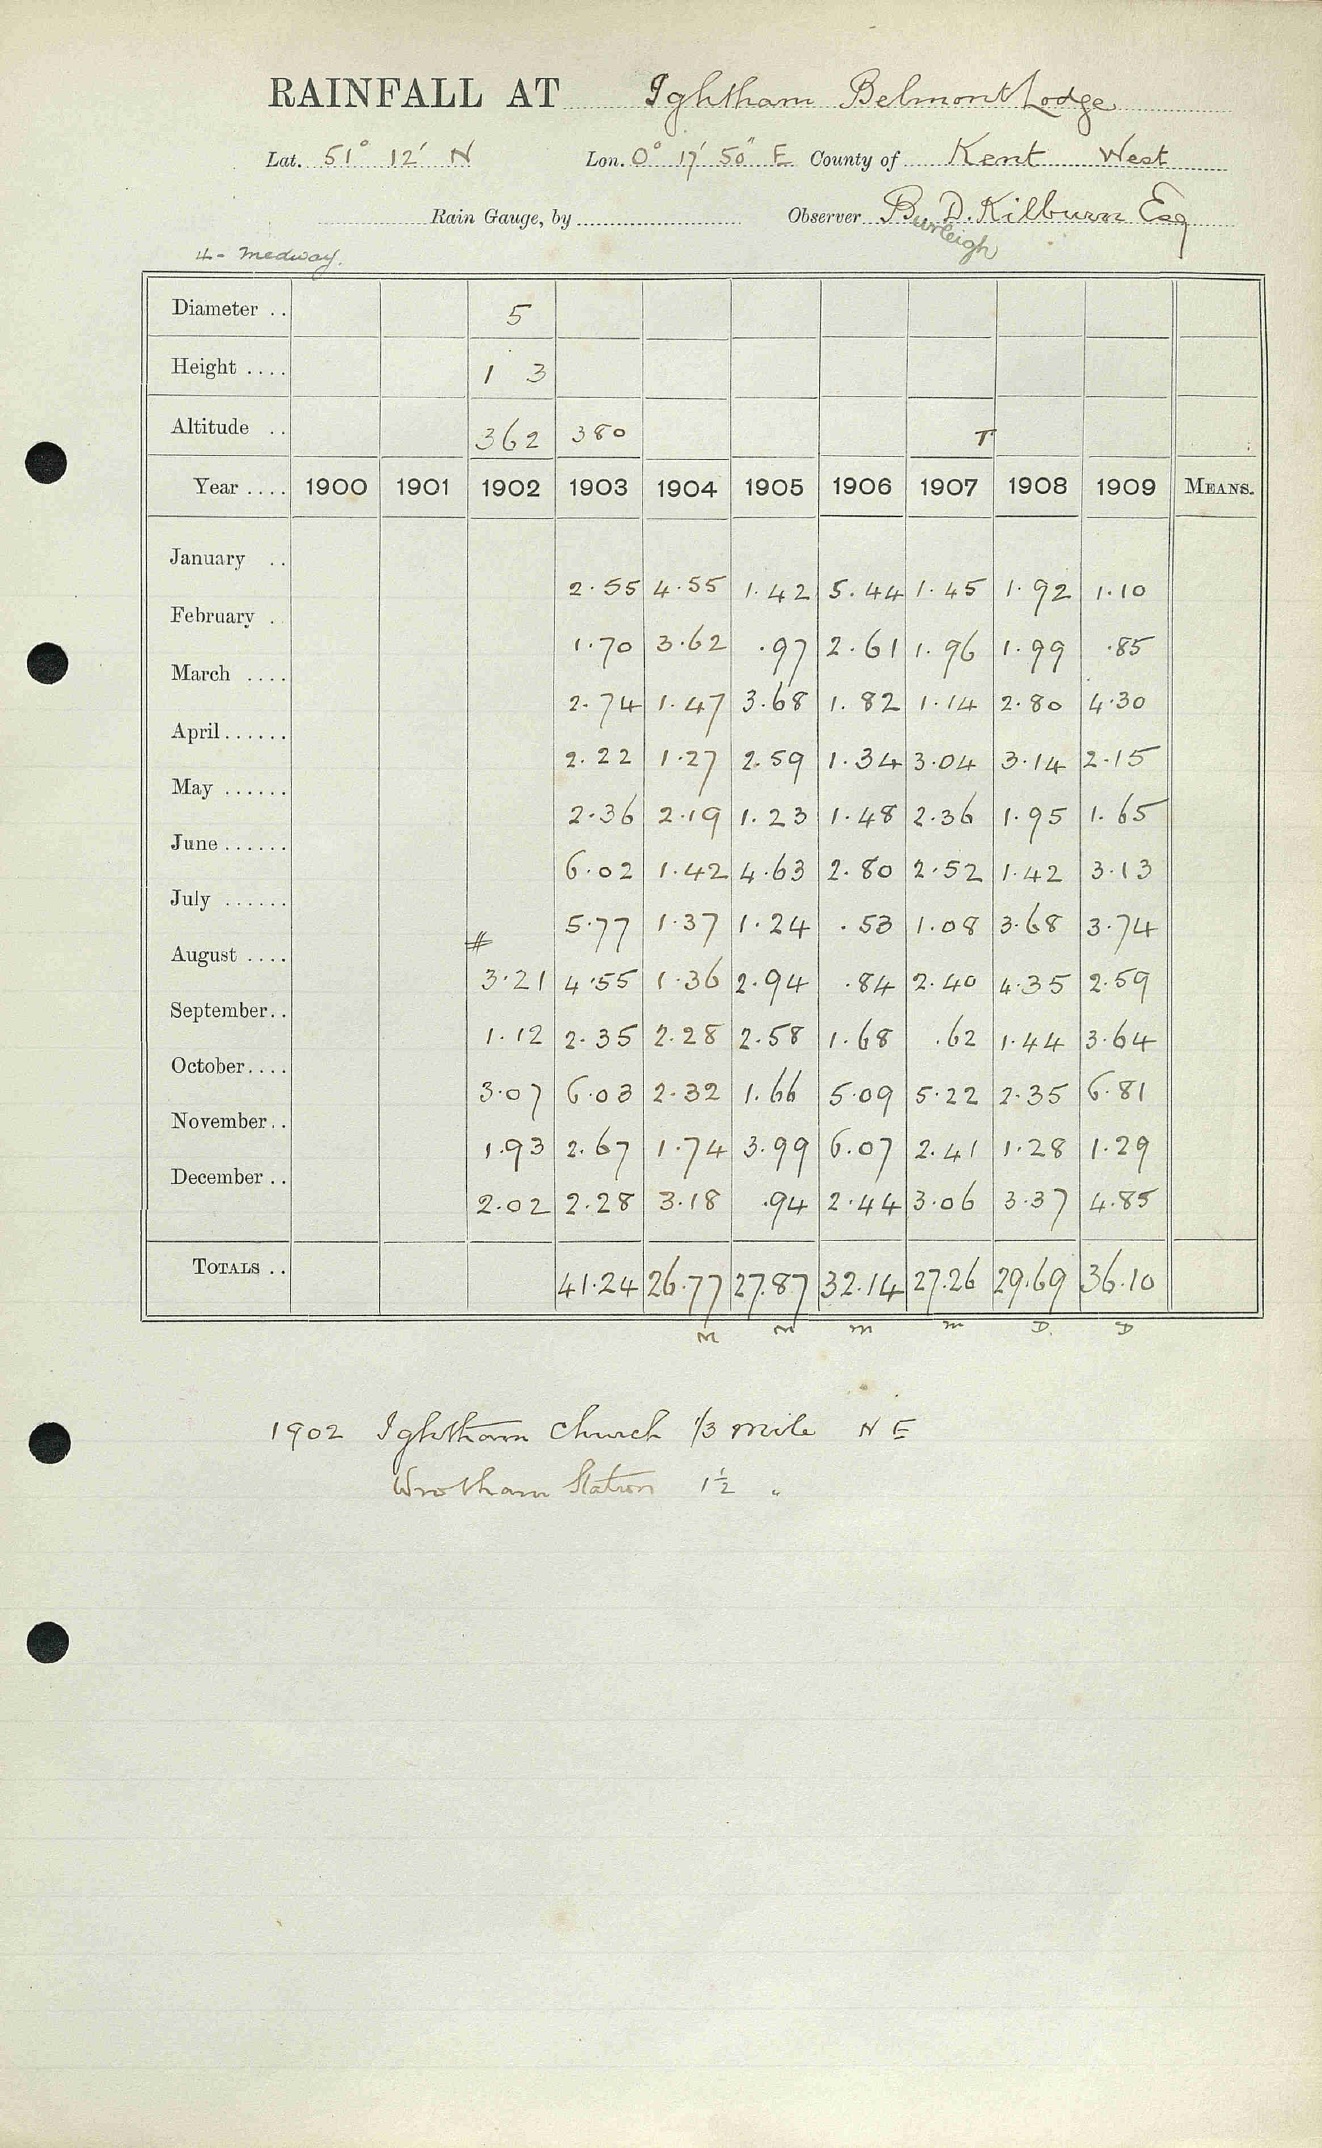 RAINFALL AT Ightham Belmont Lodge
Lat. 51° 12' N Lon. 0° 17' 50" E County of Kent West
Rain Gauge, by Observer B. D. Kilburn Esq
Burleigh
4 - Medway.
Diameter .. 5
Height .... 1 3
Altitude .. 362 380 T
Year .... 1900 1901 1902 1903 1904 1905 1906 1907 1908 1909 MEANS.
January .. 2.55 4.55 1.42 5.44 1.45 1.92 1.10
February . 1.70 3.62 .97 2.61 1.96 1.99 .85
March .... 2.74 1.47 3.68 1.82 1.14 2.80 4.30
April ...... 2.22 1.27 2.59 1.34 3.04 3.14 2.15
May ...... 2.36 2.19 1.23 1.48 2.36 1.95 1.65
June ...... 6.02 1.42 4.63 2.80 2.52 1.42 3.13
July ...... 5.77 1.37 1.24 .53 1.08 3.68 3.74
August .... # 3.21 4.55 1.36 2.94 .84 2.40 4.35 2.59
September .. 1.12 2.35 2.28 2.58 1.68 .62 1.44 3.64
October .... 3.07 6.03 2.32 1.66 5.09 5.22 2.35 6.81
November .. 1.93 2.67 1.74 3.99 6.07 2.41 1.28 1.29
December .. 2.02 2.28 3.18 .94 2.44 3.06 3.37 4.85
TOTALS .. 41.24 26.77 27.87 32.14 27.26 29.69 36.10
M M M M D. D
1902 Ightham Church 1/3 mile N E
Wrotham Station 1½ "